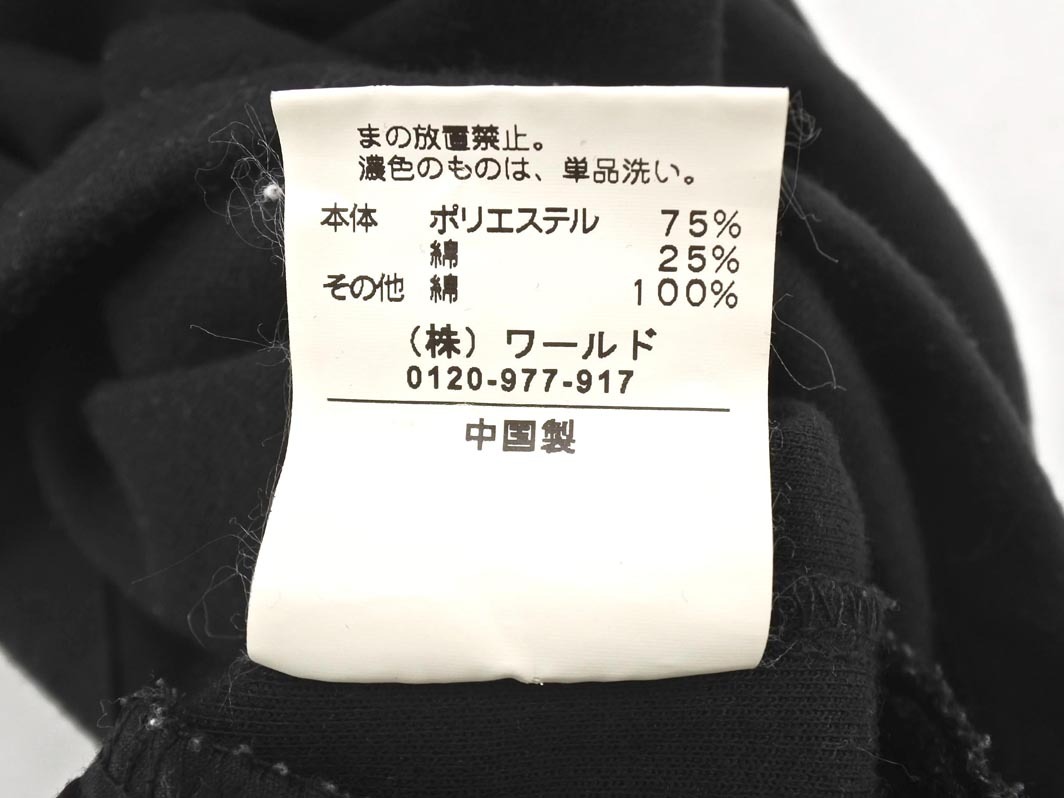 まの放置禁止。
濃色のものは、単品洗い。
本体 ポリエステル 75%
綿 25%
その他 綿 100%
（株）ワールド
0120-977-917
中国製